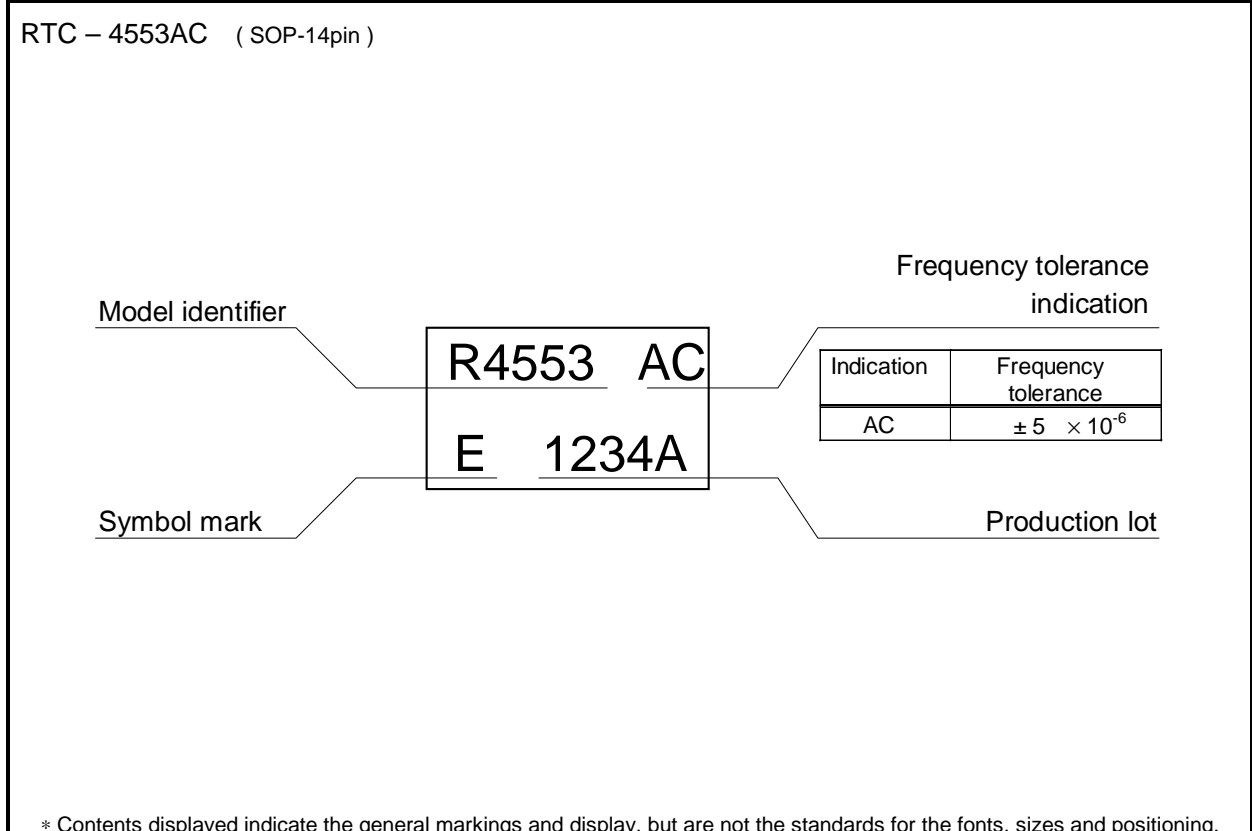 RTC – 4553AC ( SOP-14pin )
Frequency tolerance
indication
Model identifier
R4553 AC
Indication Frequency
tolerance
AC ± 5 × 10-6
E 1234A
Symbol mark
Production lot
* Contents displayed indicate the general markings and display, but are not the standards for the fonts, sizes and positioning.